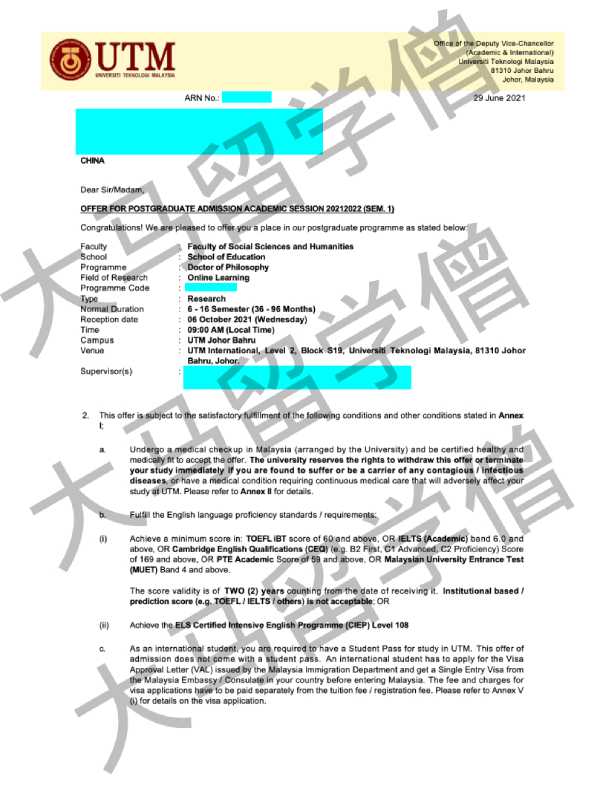 UTM
UNIVERSITI TEKNOLOGI MALAYSIA
Office of the Deputy Vice-Chancellor
(Academic & International)
Universiti Teknologi Malaysia
81310 Johor Bahru
Johor, Malaysia
ARN No.:
29 June 2021
CHINA
Dear Sir/Madam,
OFFER FOR POSTGRADUATE ADMISSION ACADEMIC SESSION 20212022 (SEM. 1)
Congratulations! We are pleased to offer you a place in our postgraduate programme as stated below:
Faculty : Faculty of Social Sciences and Humanities
School : School of Education
Programme : Doctor of Philosophy
Field of Research : Online Learning
Programme Code :
Type : Research
Normal Duration : 6 - 16 Semester (36 - 96 Months)
Reception date : 06 October 2021 (Wednesday)
Time : 09:00 AM (Local Time)
Campus : UTM Johor Bahru
Venue : UTM International, Level 2, Block S19, Universiti Teknologi Malaysia, 81310 Johor
Bahru, Johor.
Supervisor(s) :
2. This offer is subject to the satisfactory fulfillment of the following conditions and other conditions stated in Annex
I;
a. Undergo a medical checkup in Malaysia (arranged by the University) and be certified healthy and
medically fit to accept the offer. The university reserves the rights to withdraw this offer or terminate
your study immediately if you are found to suffer or be a carrier of any contagious / infectious
diseases, or have a medical condition requiring continuous medical care that will adversely affect your
study at UTM. Please refer to Annex II for details.
b. Fulfill the English language proficiency standards / requirements;
(i) Achieve a minimum score in: TOEFL iBT score of 60 and above, OR IELTS (Academic) band 6.0 and
above, OR Cambridge English Qualifications (CEQ) (e.g. B2 First, C1 Advanced, C2 Proficiency) Score
of 169 and above, OR PTE Academic Score of 59 and above, OR Malaysian University Entrance Test
(MUET) Band 4 and above.
The score validity is of TWO (2) years counting from the date of receiving it. Institutional based /
prediction score (e.g. TOEFL / IELTS / others) is not acceptable; OR
(ii) Achieve the ELS Certified Intensive English Programme (CIEP) Level 108
c. As an international student, you are required to have a Student Pass for study in UTM. This offer of
admission does not come with a student pass. An international student has to apply for the Visa
Approval Letter (VAL) issued by the Malaysia Immigration Department and get a Single Entry Visa from
the Malaysia Embassy / Consulate in your country before entering Malaysia. The fee and charges for
visa applications have to be paid separately from the tuition fee / registration fee. Please refer to Annex V
(i) for details on the visa application.
大马留学僧
大马留学僧
大马留学僧